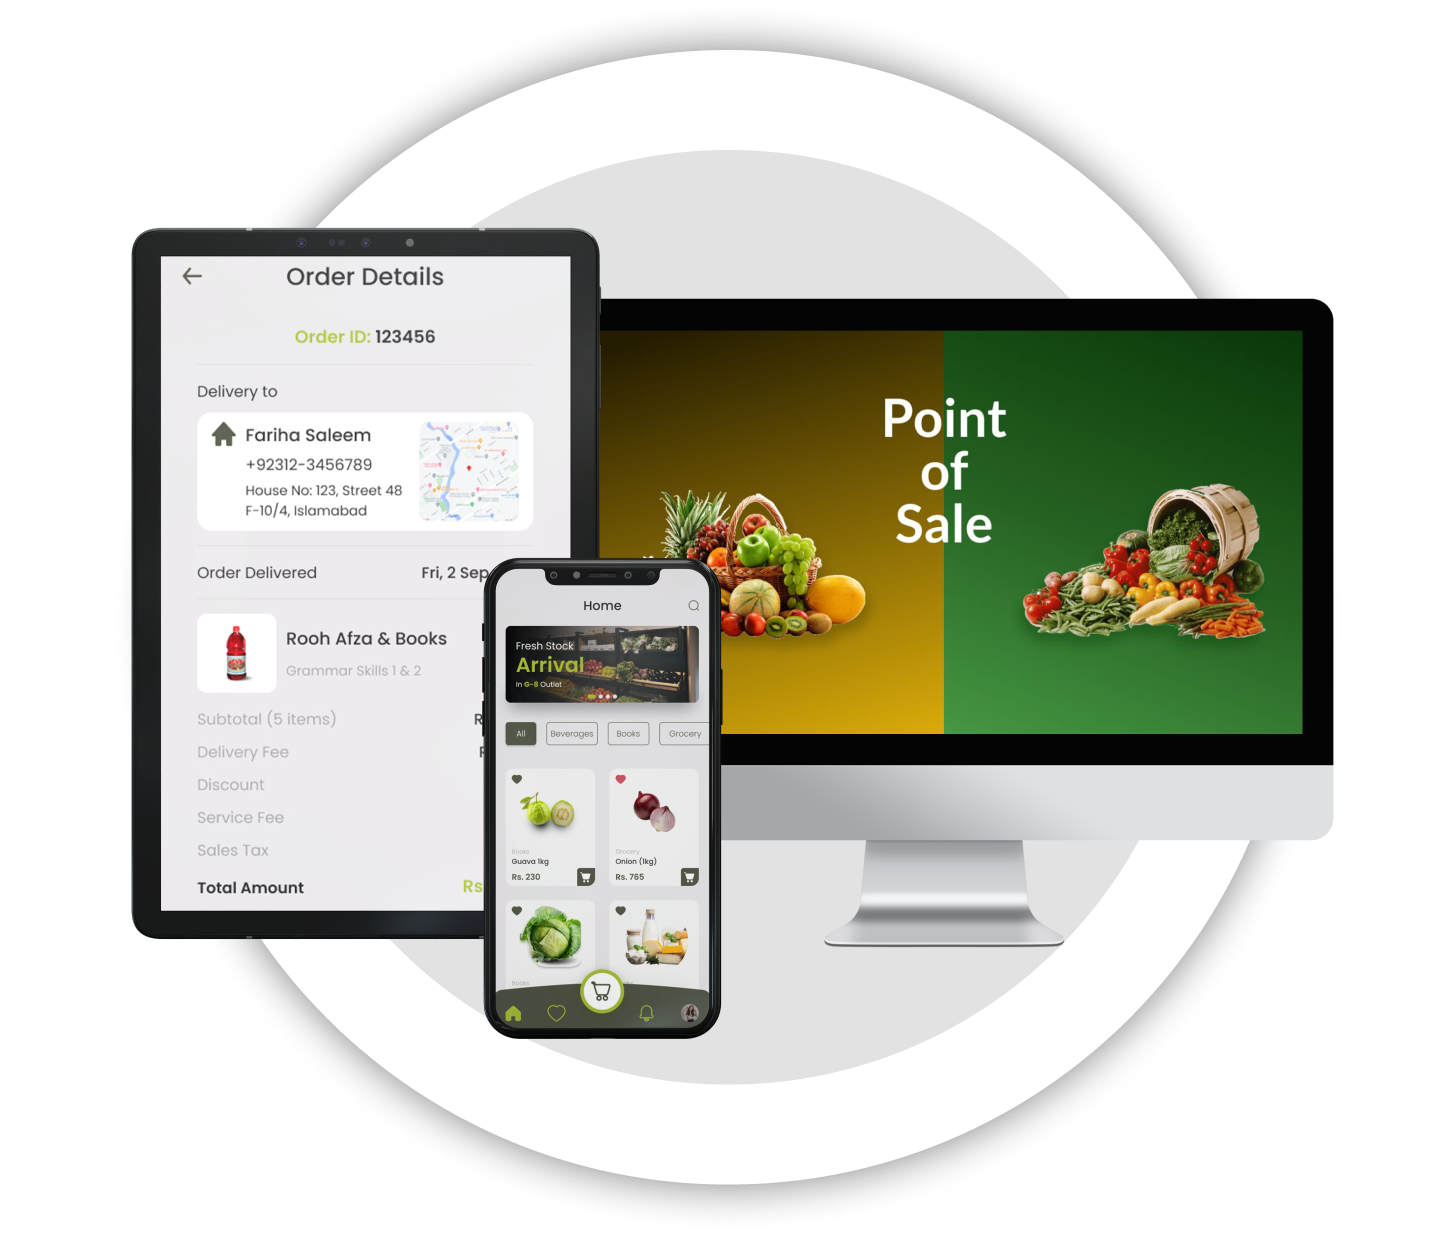 Order Details
Order ID: 123456
Delivery to
Fariha Saleem
+92312-3456789
House No: 123, Street 48
F-10/4, Islamabad
Order Delivered
Fri, 2 Sep
Rooh Afza & Books
Grammar Skills 1 & 2
Subtotal (5 items)
R
Delivery Fee
Discount
Service Fee
Sales Tax
Total Amount
Rs
Home
Fresh Stock
Arrival
In G-8 Outlet
All
Beverages
Books
Grocery
Books
Guava 1kg
Rs. 230
Grocery
Onion (1kg)
Rs. 765
Books
Point
of
Sale